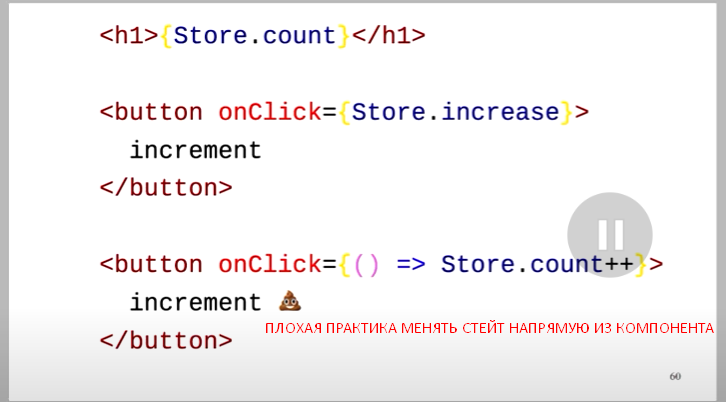 <h1>{Store.count}</h1>
<button onClick={Store.increase}>
increment
</button>
<button onClick={() => Store.count++}>
increment 💩
</button>
ПЛОХАЯ ПРАКТИКА МЕНЯТЬ СТЕЙТ НАПРЯМУЮ ИЗ КОМПОНЕНТА
60